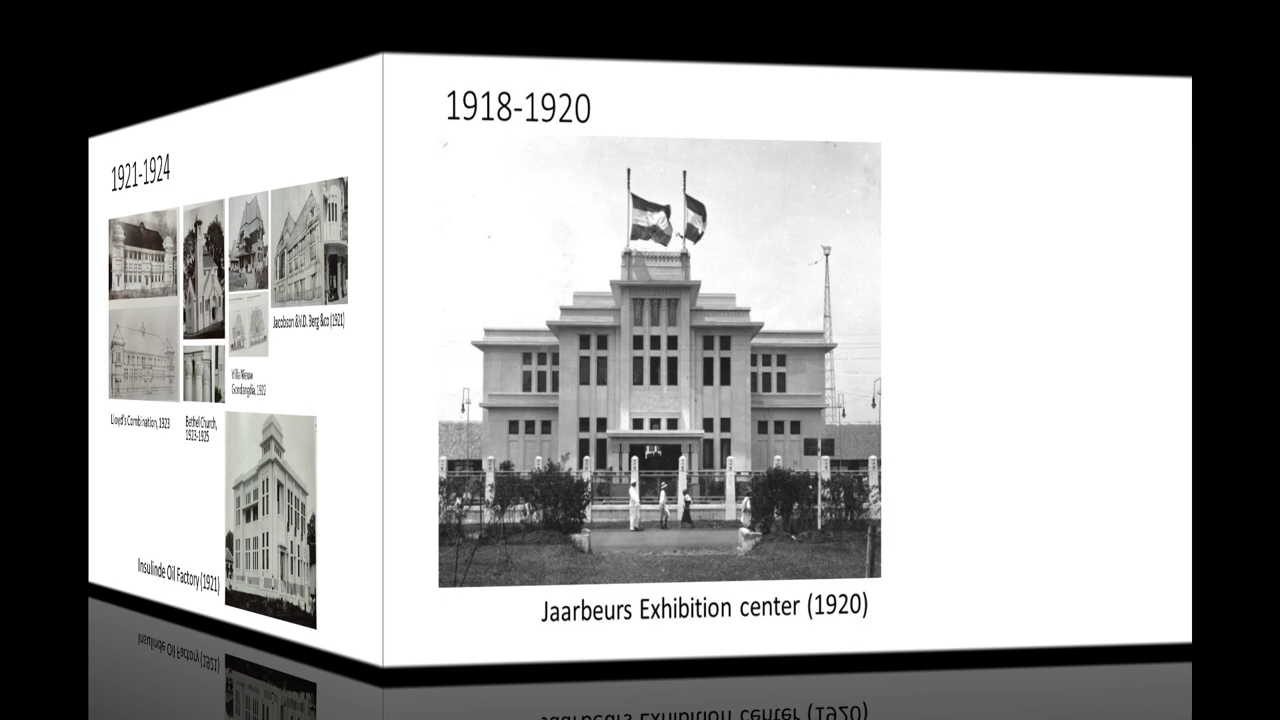 1921-1924
Jacobson &V.D. Berg &co (1921)
Villa Nieuw
Gondangdia, 1922
Lloyd's Combination, 1923
Bethel Church,
1923-1925
Insulinde Oil Factory (1921)
1918-1920
Jaarbeurs Exhibition center (1920)